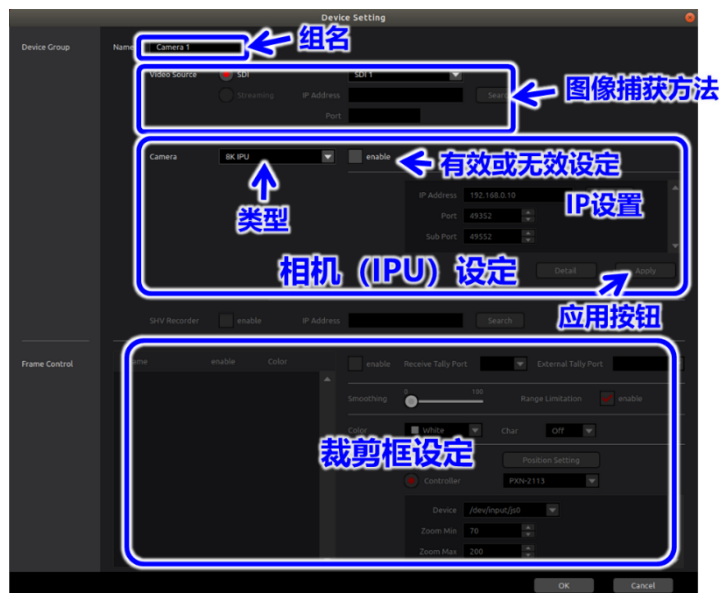 Device Setting
Device Group
Name
Camera 1
组名
Video Source
SDI
SDI 1
Streaming
IP Address
Search
Port
图像捕获方法
Camera
8K IPU
enable
有效或无效设定
类型
IP Address
192.168.0.10
IP设置
Port
49352
Sub Port
49552
相机（IPU）设定
Detail
Apply
应用按钮
SHV Recorder
enable
IP Address
Search
Frame Control
enable
Color
enable
Receive Tally Port
External Tally Port
Smoothing
0
100
Range Limitation
enable
Color
White
Char
Off
裁剪框设定
Position Setting
Controller
PXN-2113
Device
/dev/input/js0
Zoom Min
70
Zoom Max
200
OK
Cancel